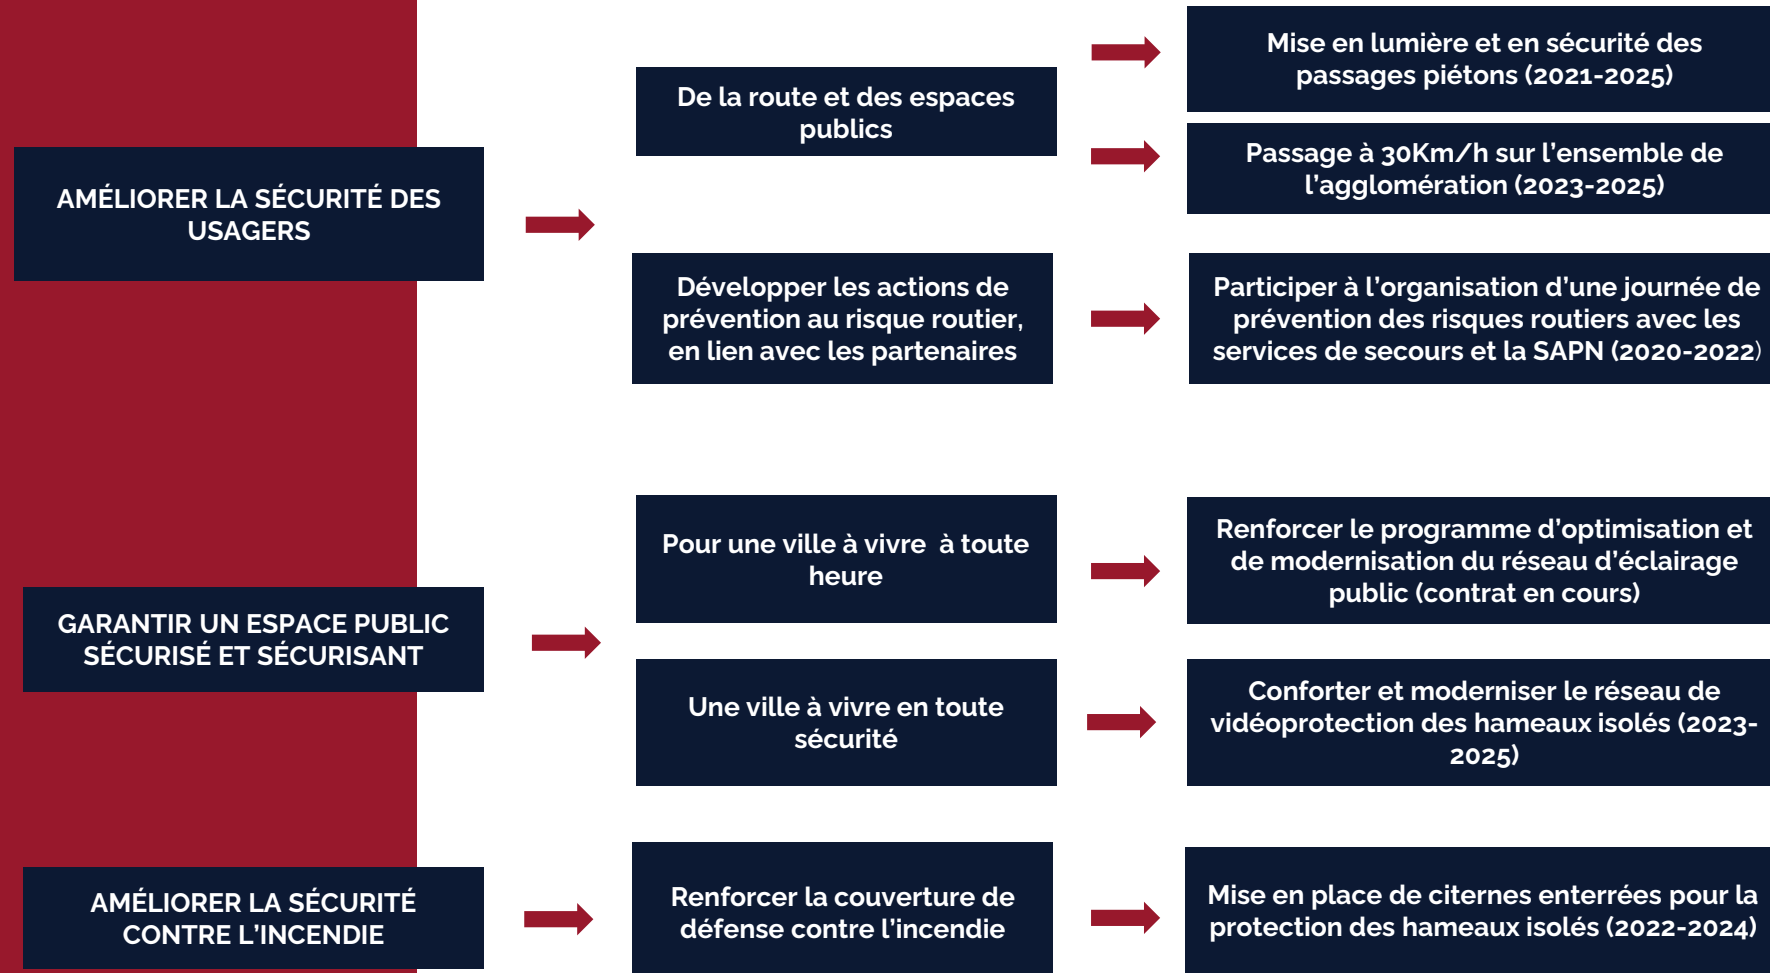 AMÉLIORER LA SÉCURITÉ DES
USAGERS
De la route et des espaces
publics
Mise en lumière et en sécurité des
passages piétons (2021-2025)
Passage à 30Km/h sur l’ensemble de
l’agglomération (2023-2025)
Développer les actions de
prévention au risque routier,
en lien avec les partenaires
Participer à l’organisation d’une journée de
prévention des risques routiers avec les
services de secours et la SAPN (2020-2022)
GARANTIR UN ESPACE PUBLIC
SÉCURISÉ ET SÉCURISANT
Pour une ville à vivre à toute
heure
Renforcer le programme d’optimisation et
de modernisation du réseau d’éclairage
public (contrat en cours)
Une ville à vivre en toute
sécurité
Conforter et moderniser le réseau de
vidéoprotection des hameaux isolés (2023-
2025)
AMÉLIORER LA SÉCURITÉ
CONTRE L’INCENDIE
Renforcer la couverture de
défense contre l’incendie
Mise en place de citernes enterrées pour la
protection des hameaux isolés (2022-2024)